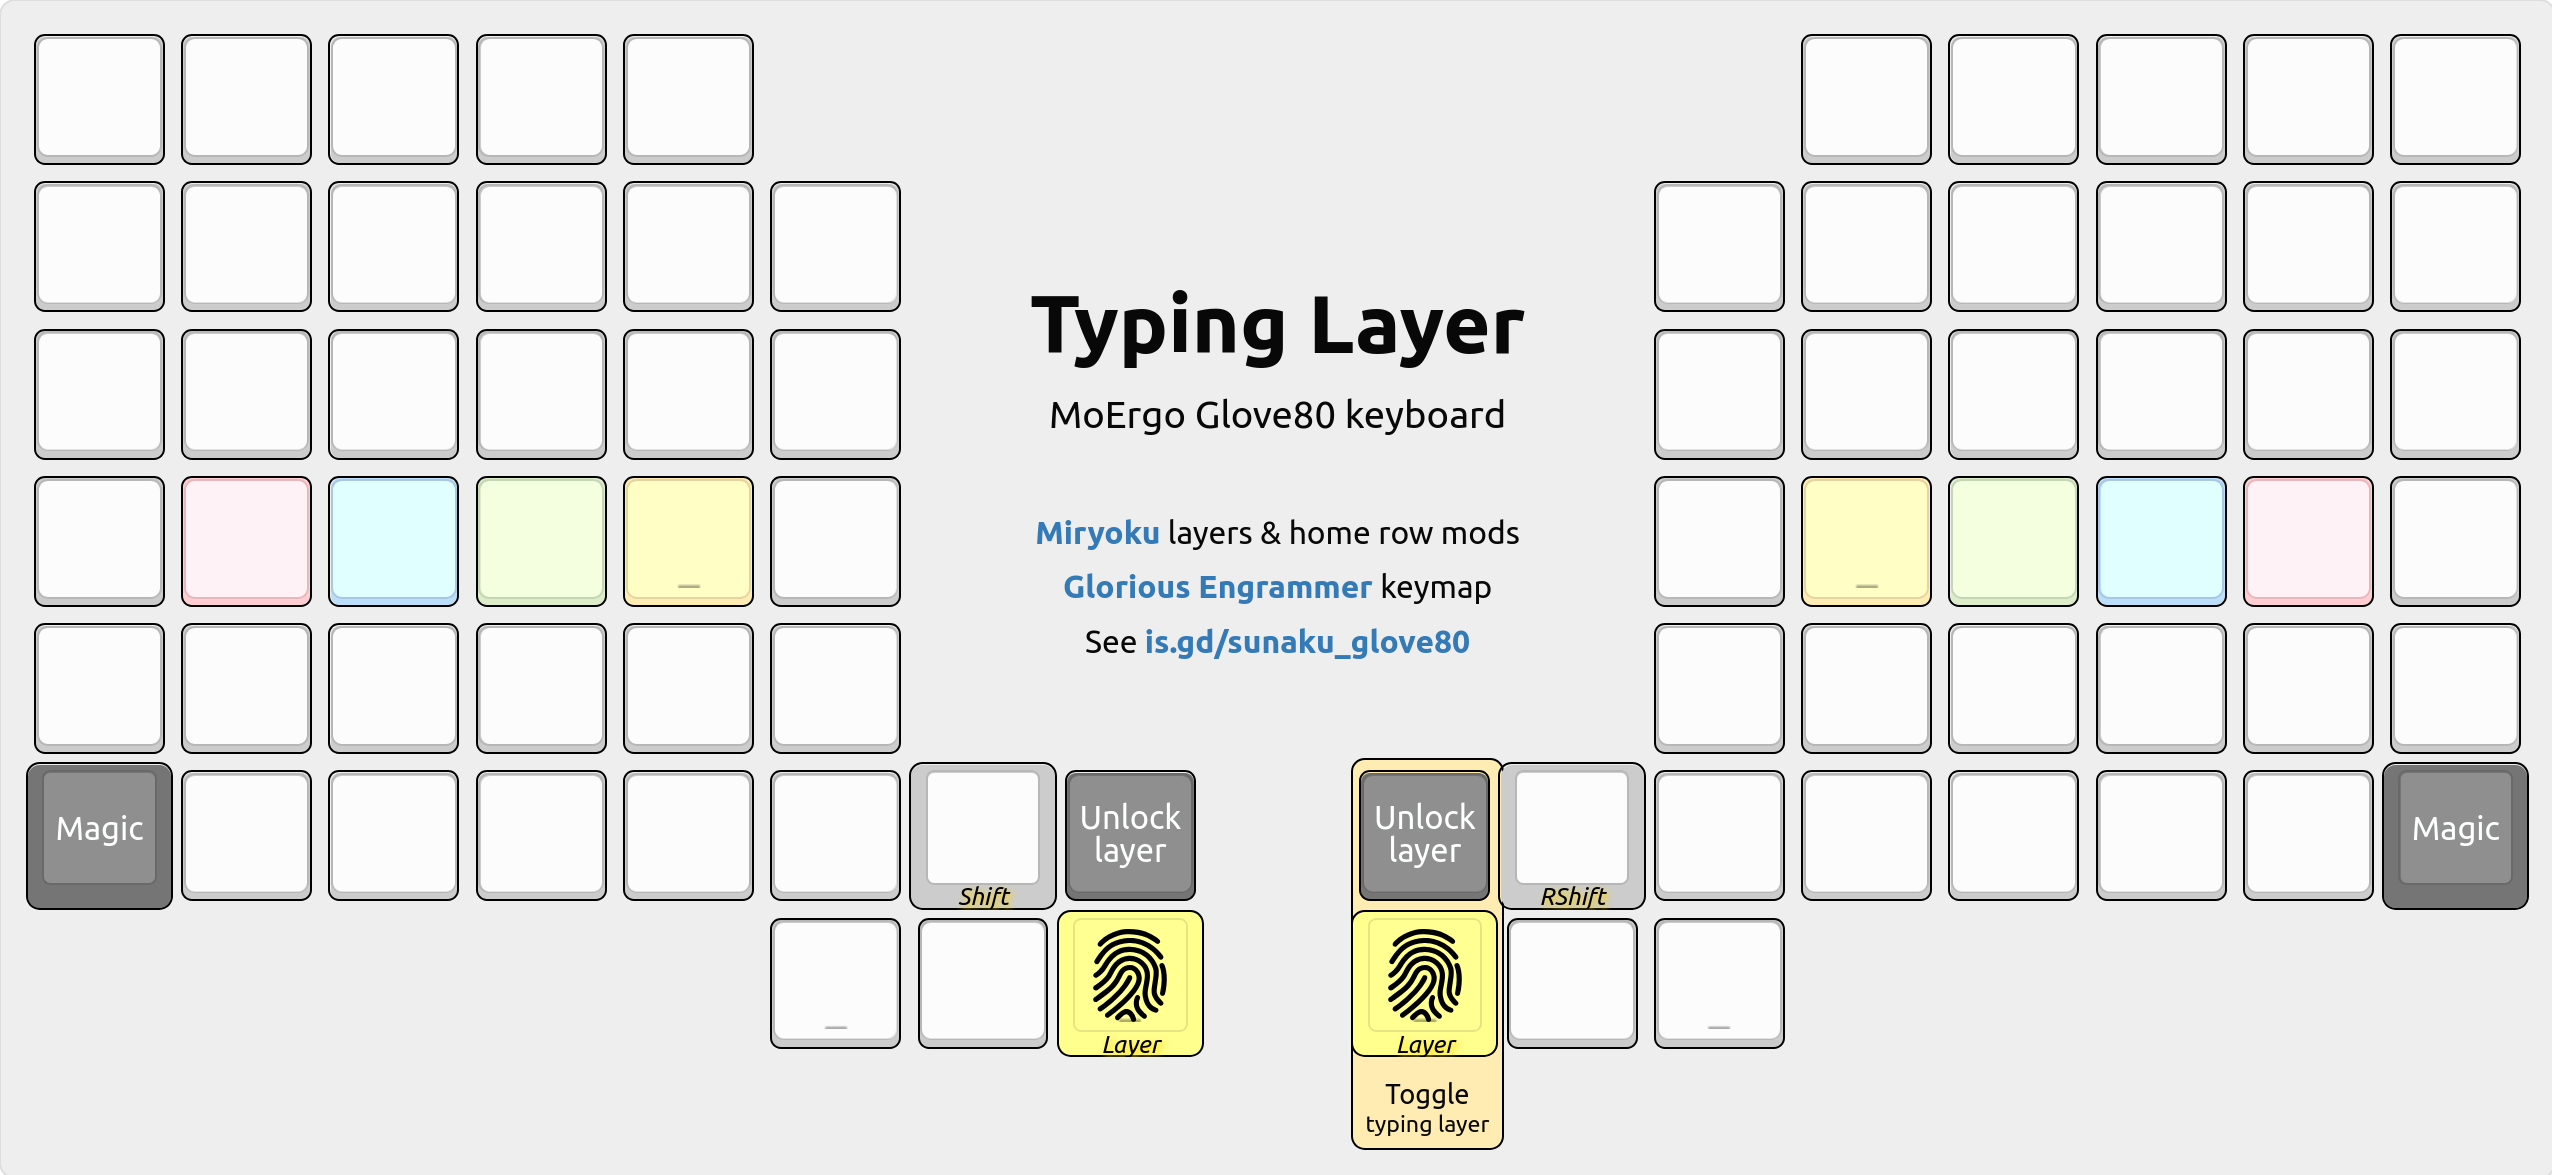 Typing Layer
MoErgo Glove80 keyboard
Miryoku layers & home row mods
Glorious Engrammer keymap
See is.gd/sunaku_glove80
_
_
Magic
Shift
Unlock
layer
Unlock
layer
RShift
Magic
_
Layer
Layer
_
Toggle
typing layer